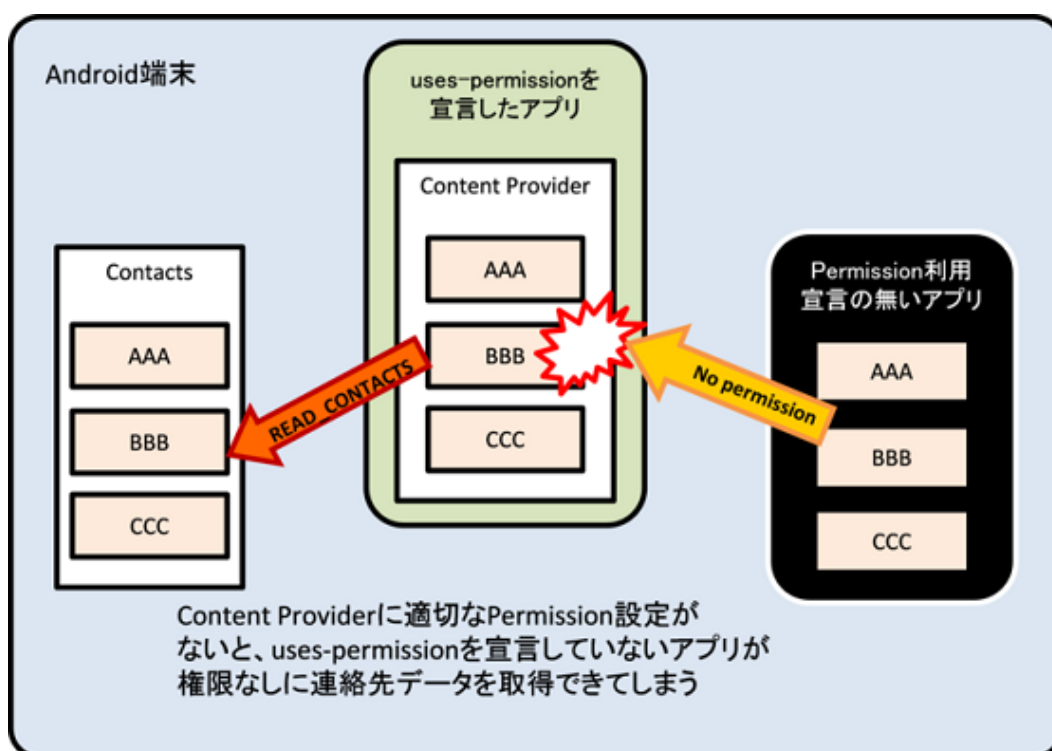 Android端末
uses-permissionを
宣言したアプリ
Content Provider
AAA
BBB
CCC
Contacts
AAA
BBB
CCC
READ_CONTACTS
No permission
Permission利用
宣言の無いアプリ
AAA
BBB
CCC
Content Providerに適切なPermission設定が
ないと、uses-permissionを宣言していないアプリが
権限なしに連絡先データを取得できてしまう